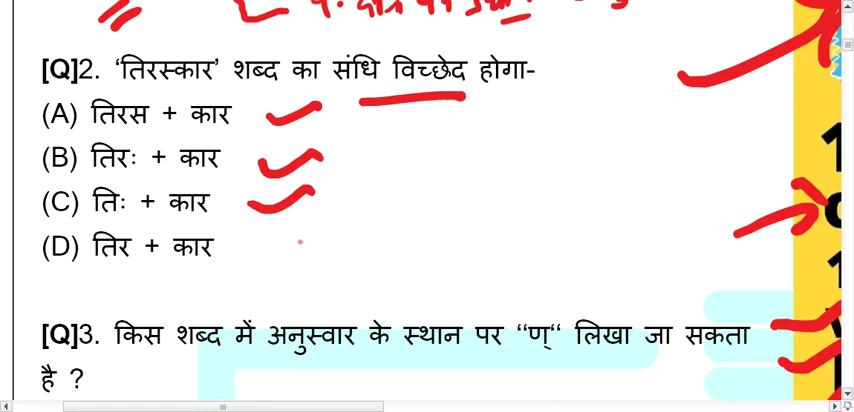 [Q]2. ‘तिरस्कार’ शब्द का संधि विच्छेद होगा-
(A) तिरस + कार
(B) तिरः + कार
(C) तिः + कार
(D) तिर + कार
[Q]3. किस शब्द में अनुस्वार के स्थान पर “ण्“ लिखा जा सकता
है ?